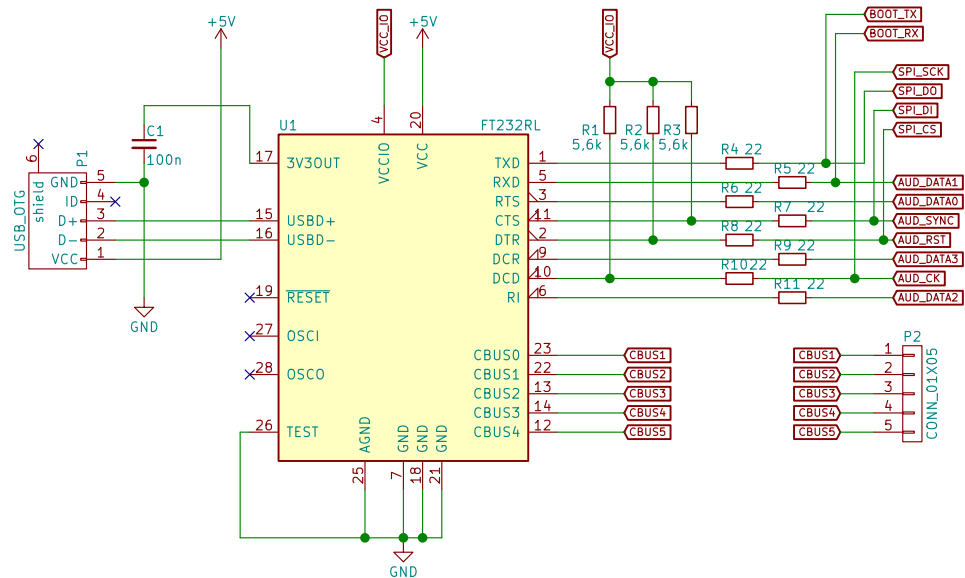 +5V
VCC_IO
+5V
VCC_IO
BOOT_TX
BOOT_RX
SPI_SCK
SPI_DO
SPI_DI
SPI_CS
C1
100n
U1
FT232RL
4
VCCIO
20
VCC
R1
5,6k
R2
5,6k
R3
5,6k
P1
USB_OTG
6
shield
GND 5
ID 4
D+ 3
D- 2
VCC 1
GND
17 3V3OUT
15 USBD+
16 USBD-
19 RESET
27 OSCI
28 OSCO
26 TEST
TXD 1
RXD 5
RTS 3
CTS 11
DTR 2
DCR 9
DCD 10
RI 6
CBUS0 23
CBUS1 22
CBUS2 13
CBUS3 14
CBUS4 12
R4 22
R5 22
R6 22
R7 22
R8 22
R9 22
R10 22
R11 22
AUD_DATA1
AUD_DATA0
AUD_SYNC
AUD_RST
AUD_DATA3
AUD_CK
AUD_DATA2
CBUS1
CBUS2
CBUS3
CBUS4
CBUS5
P2
CONN_01X05
CBUS1 1
CBUS2 2
CBUS3 3
CBUS4 4
CBUS5 5
AGND
25
GND
7
GND
18
GND
21
GND